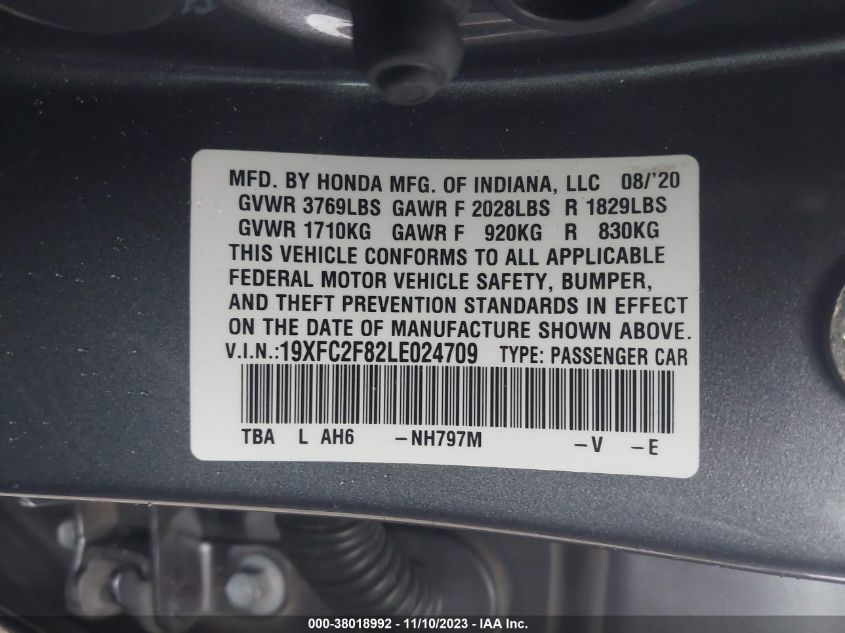 MFD. BY HONDA MFG. OF INDIANA, LLC 08/'20
GVWR 3769LBS GAWR F 2028LBS R 1829LBS
GVWR 1710KG GAWR F 920KG R 830KG
THIS VEHICLE CONFORMS TO ALL APPLICABLE
FEDERAL MOTOR VEHICLE SAFETY, BUMPER,
AND THEFT PREVENTION STANDARDS IN EFFECT
ON THE DATE OF MANUFACTURE SHOWN ABOVE.
V.I.N.:19XFC2F82LE024709 TYPE: PASSENGER CAR
TBA L AH6 –NH797M –V –E
000-38018992 — 11/10/2023 — IAA Inc.